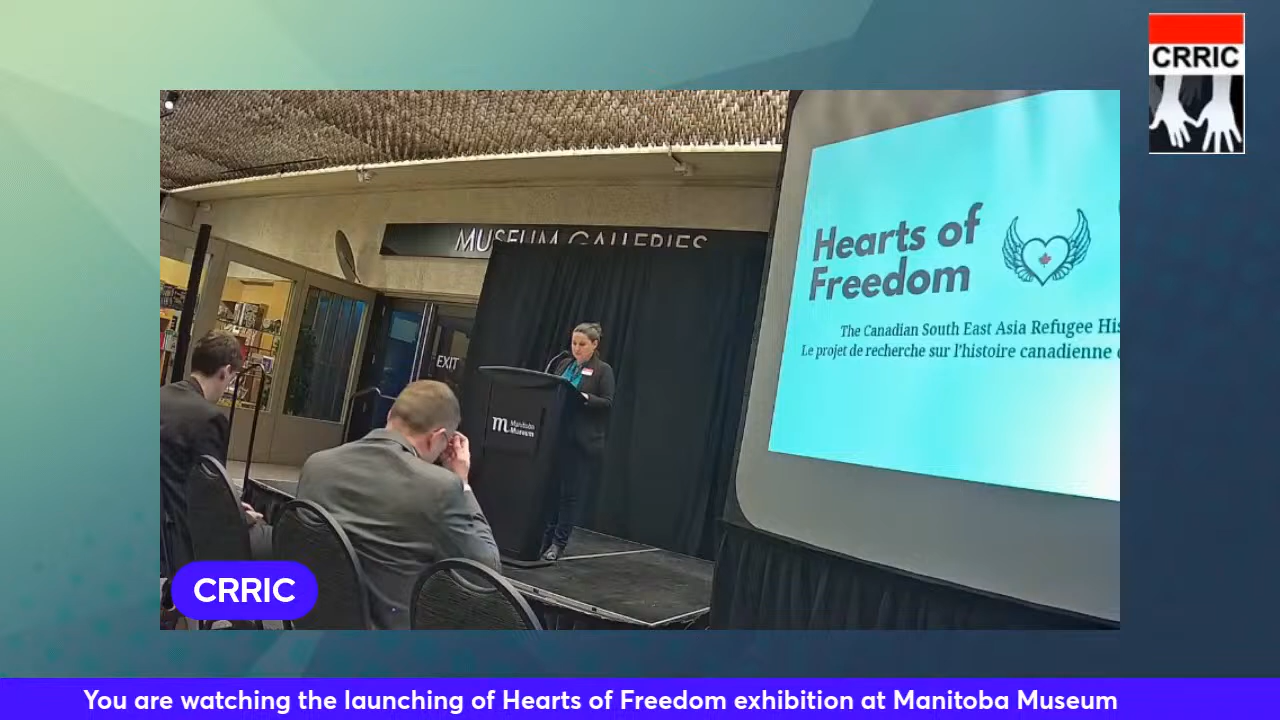 CRRIC
MUSEUM GALLERIES
Hearts of
Freedom
The Canadian South East Asia Refugee
Le projet de recherche sur l'histoire canadienne
EXIT
m Manitoba
Museum
CRRIC
You are watching the launching of Hearts of Freedom exhibition at Manitoba Museum